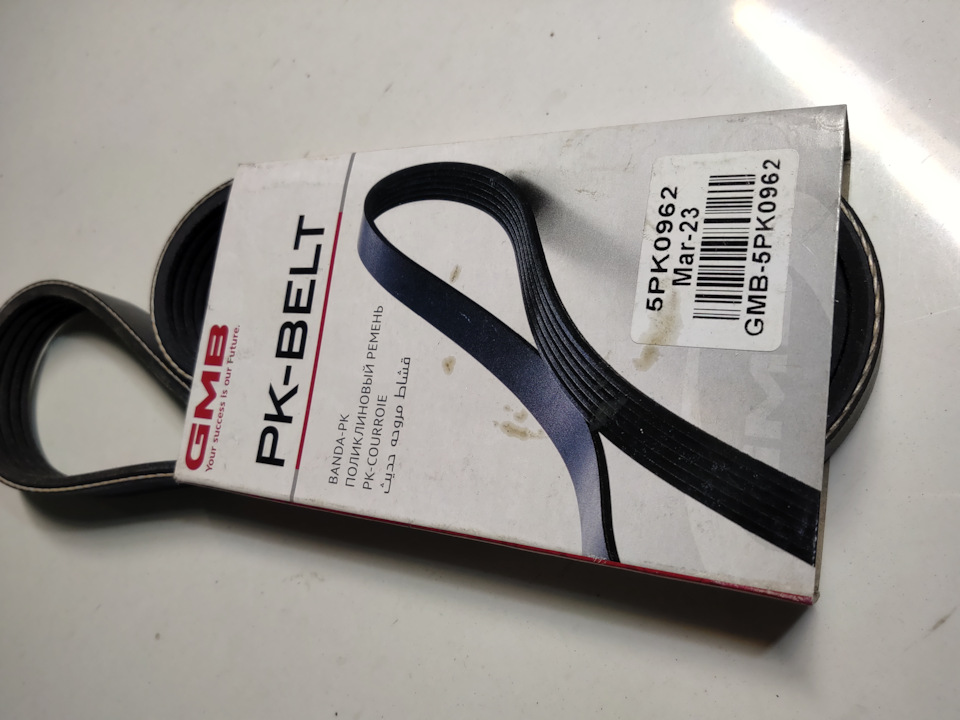 GMB
Your success is our Future.
PK-BELT
BANDA-PK
ПОЛИКЛИНОВЫЙ РЕМЕНЬ
PK-COURROIE
قشاط مروحه حديث
5PK0962
Mar-23
GMB-5PK0962